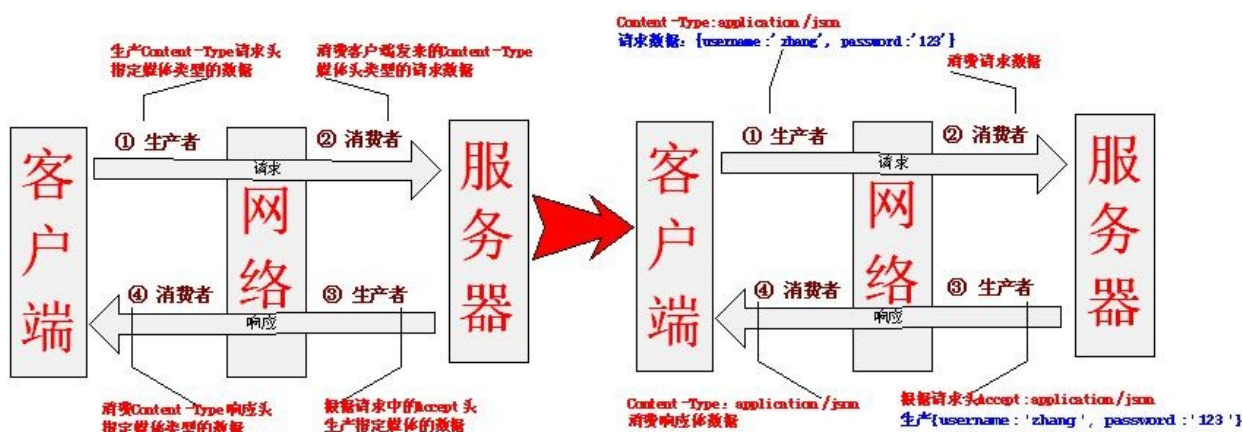 生产Content-Type请求头
指定媒体类型的数据
消费客户端发来的Content-Type
媒体头类型的请求数据
① 生产者
② 消费者
请求
客户端
网络
服务器
④ 消费者
③ 生产者
响应
消费Content-Type响应头
指定媒体类型的数据
根据请求中的Accept头
生产指定媒体的数据
Content-Type:application/json
请求数据：{username:'zhang', password:'123'}
消费请求数据
① 生产者
② 消费者
请求
客户端
网络
服务器
④ 消费者
③ 生产者
响应
Content-Type：application/json
消费响应体数据
根据请求头Accept:application/json
生产{username:'zhang', password:'123'}